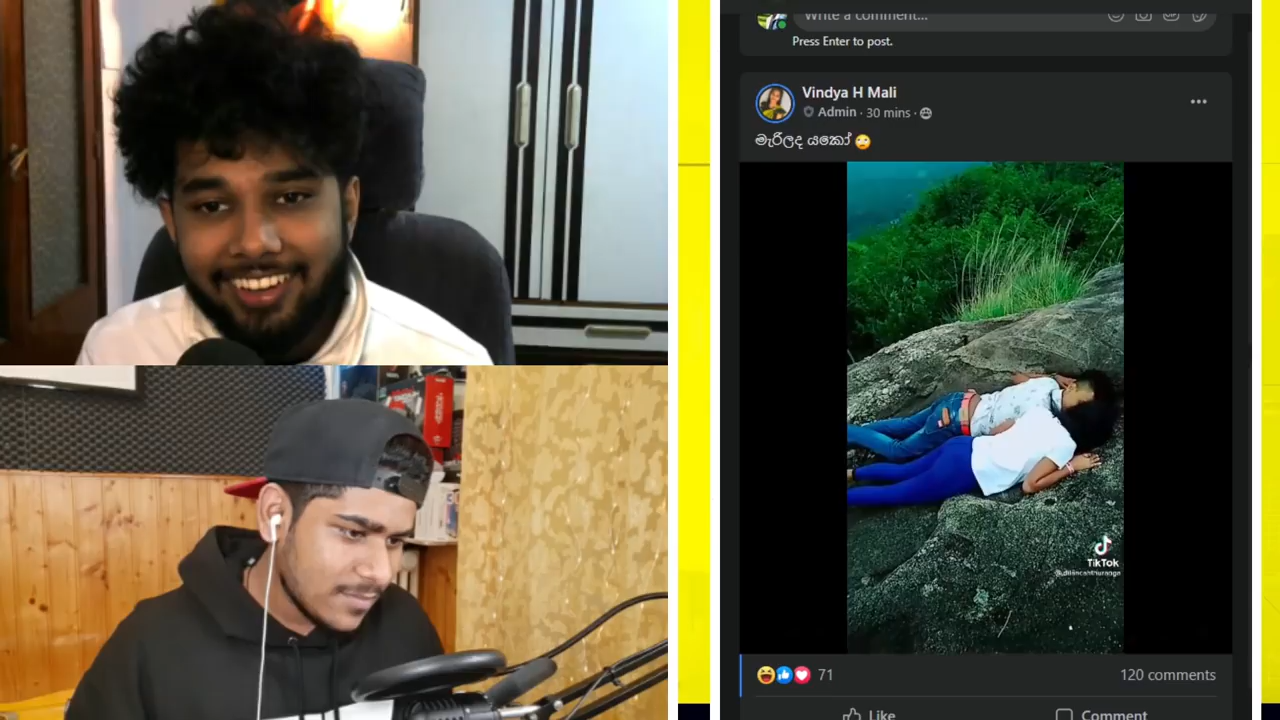 Write a comment...
Press Enter to post.
Vindya H Mali
Admin · 30 mins ·
මැරිලද යකෝ 🙄
TikTok
71
120 comments
Like
Comment